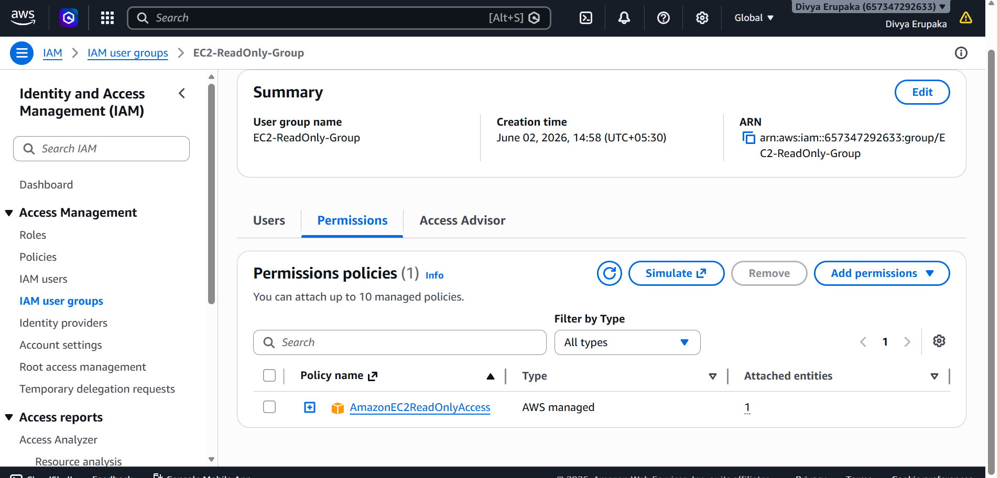 aws
Search
[Alt+S]
Global
Divya Erupaka (657347292633)
Divya Erupaka
IAM
IAM user groups
EC2-ReadOnly-Group
Identity and Access
Management (IAM)
Search IAM
Dashboard
Access Management
Roles
Policies
IAM users
IAM user groups
Identity providers
Account settings
Root access management
Temporary delegation requests
Access reports
Access Analyzer
Resource analysis
Summary
Edit
User group name
EC2-ReadOnly-Group
Creation time
June 02, 2026, 14:58 (UTC+05:30)
ARN
arn:aws:iam::657347292633:group/E
C2-ReadOnly-Group
Users
Permissions
Access Advisor
Permissions policies (1) Info
Simulate
Remove
Add permissions
You can attach up to 10 managed policies.
Filter by Type
Search
All types
1
Policy name
Type
Attached entities
AmazonEC2ReadOnlyAccess
AWS managed
1